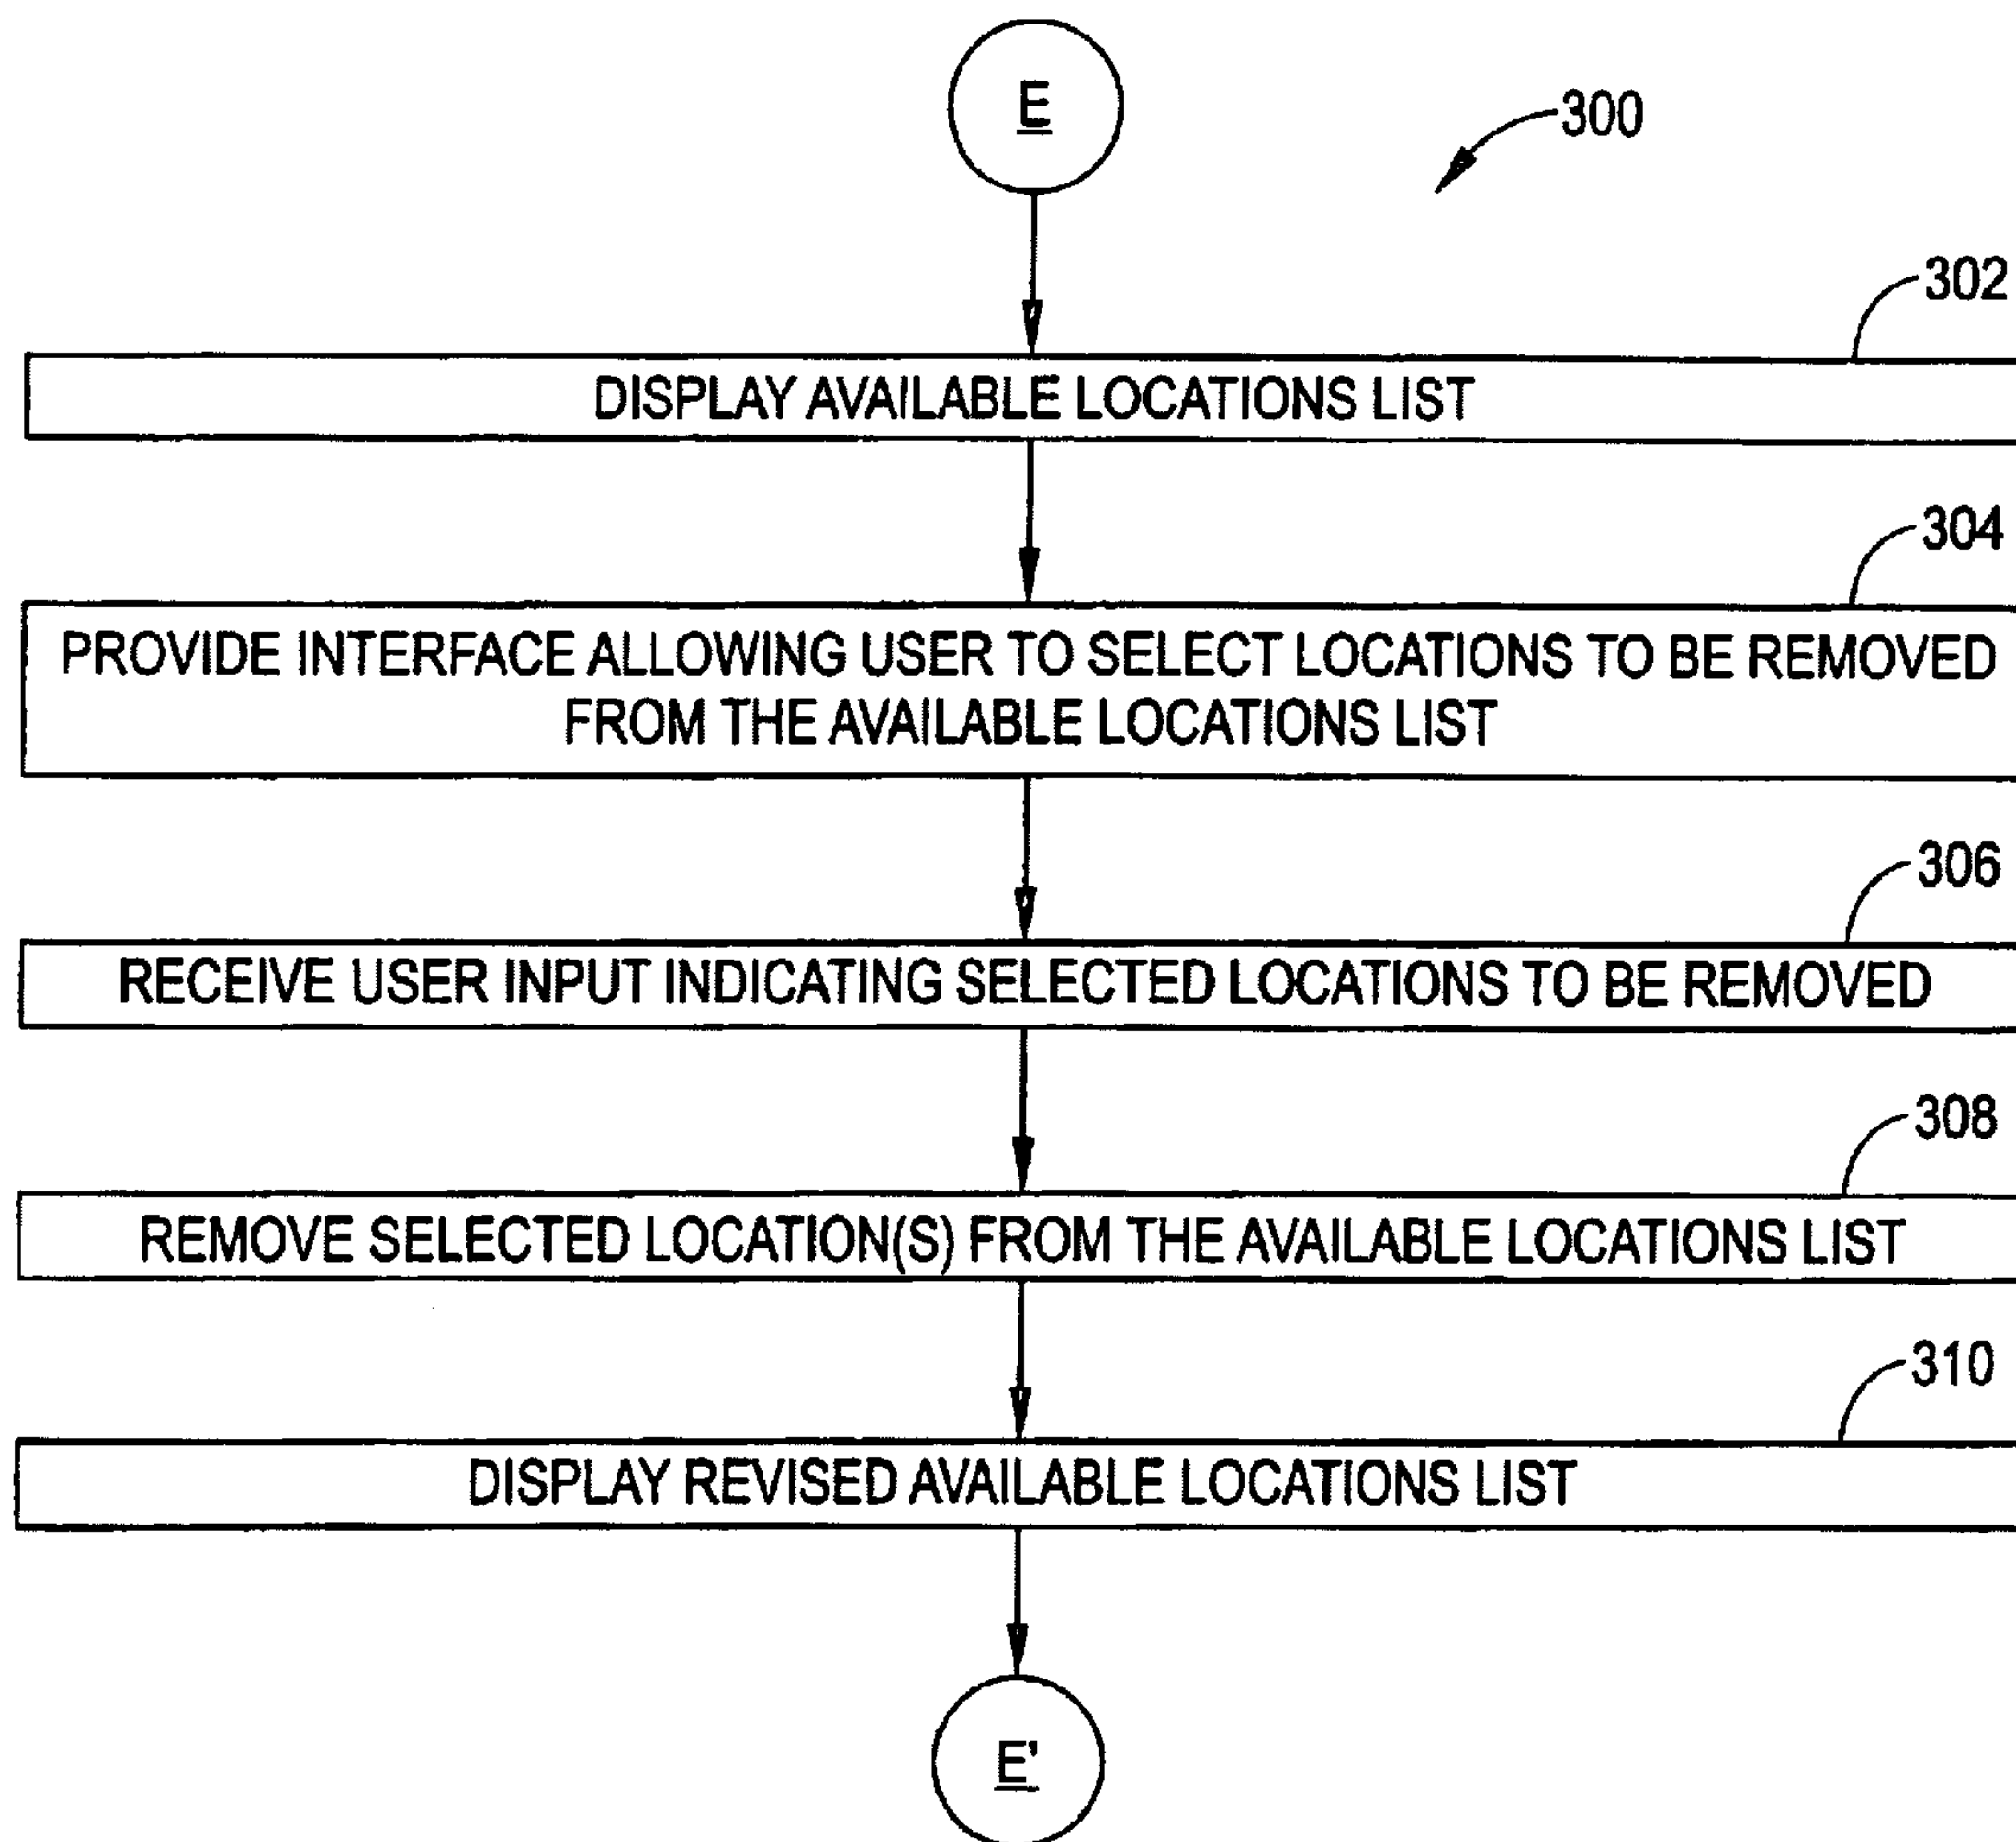 E
300
302
DISPLAY AVAILABLE LOCATIONS LIST
304
PROVIDE INTERFACE ALLOWING USER TO SELECT LOCATIONS TO BE REMOVED
FROM THE AVAILABLE LOCATIONS LIST
306
RECEIVE USER INPUT INDICATING SELECTED LOCATIONS TO BE REMOVED
308
REMOVE SELECTED LOCATION(S) FROM THE AVAILABLE LOCATIONS LIST
310
DISPLAY REVISED AVAILABLE LOCATIONS LIST
E'